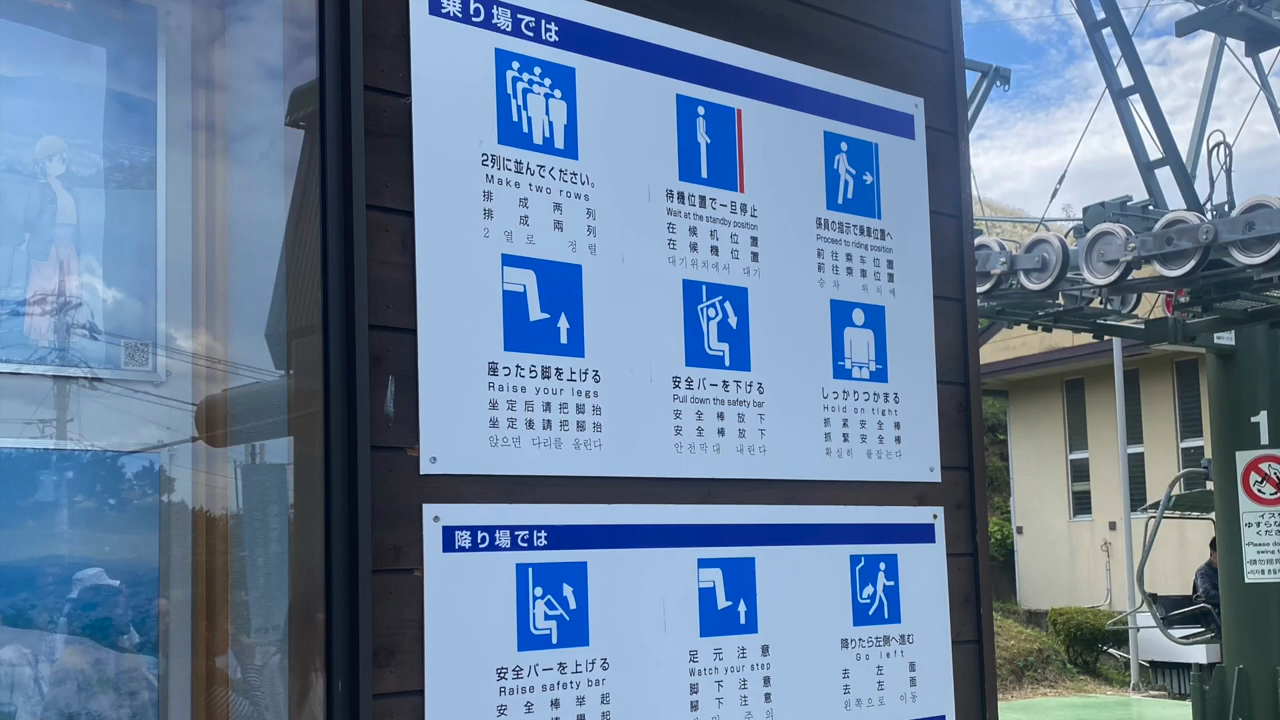 乗り場では
2列に並んでください。
Make two rows
排成两列
排成兩列
2열로 정렬
待機位置で一旦停止
Wait at the standby position
在候机位置
在候機位置
대기위치에서 대기
係員の指示で乗車位置へ
Proceed to riding position
前往乘车位置
前往乘車位置
승차 위치에
座ったら脚を上げる
Raise your legs
坐定后请把脚抬
坐定後請把腳抬
앉으면 다리를 올린다
安全バーを下げる
Pull down the safety bar
安全棒放下
安全棒放下
안전막대 내린다
しっかりつかまる
Hold on tight
抓紧安全棒
抓緊安全棒
확실히 붙잡는다
降り場では
安全バーを上げる
Raise safety bar
安全棒举起
足元注意
Watch your step
脚下注意
腳下注意
降りたら左側へ進む
Go left
去左面
去左面
왼쪽으로 이동
1